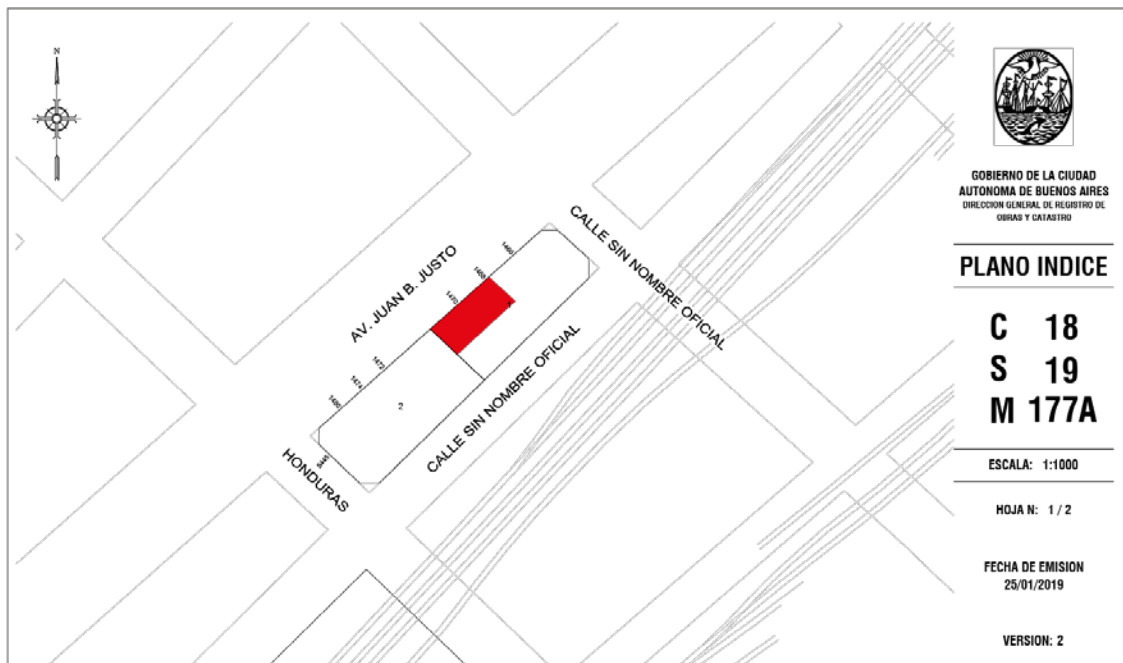 N
AV. JUAN B. JUSTO
1460
1468
1470
1472
1474
1480
1
2
CALLE SIN NOMBRE OFICIAL
CALLE SIN NOMBRE OFICIAL
HONDURAS
GOBIERNO DE LA CIUDAD
AUTONOMA DE BUENOS AIRES
DIRECCION GENERAL DE REGISTRO DE
OBRAS Y CATASTRO
PLANO INDICE
C 18
S 19
M 177A
ESCALA: 1:1000
HOJA N: 1 / 2
FECHA DE EMISION
25/01/2019
VERSION: 2